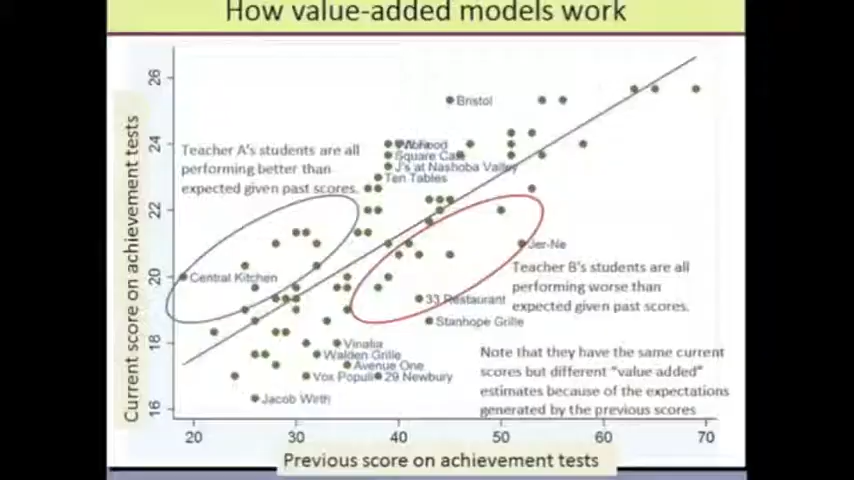 How value-added models work
26
24
22
20
18
16
Current score on achievement tests
Bristol
Square Cafe
J's at Nashoba Valley
Ten Tables
Teacher A's students are all
performing better than
expected given past scores.
Central Kitchen
Jer-Ne
Teacher B's students are all
performing worse than
expected given past scores.
33 Restaurant
Stanhope Grille
Vinalia
Walden Grille
Avenue One
Vox Populi
29 Newbury
Jacob Wirth
Note that they have the same current
scores but different "value added"
estimates because of the expectations
generated by the previous scores
20 30 40 50 60 70
Previous score on achievement tests